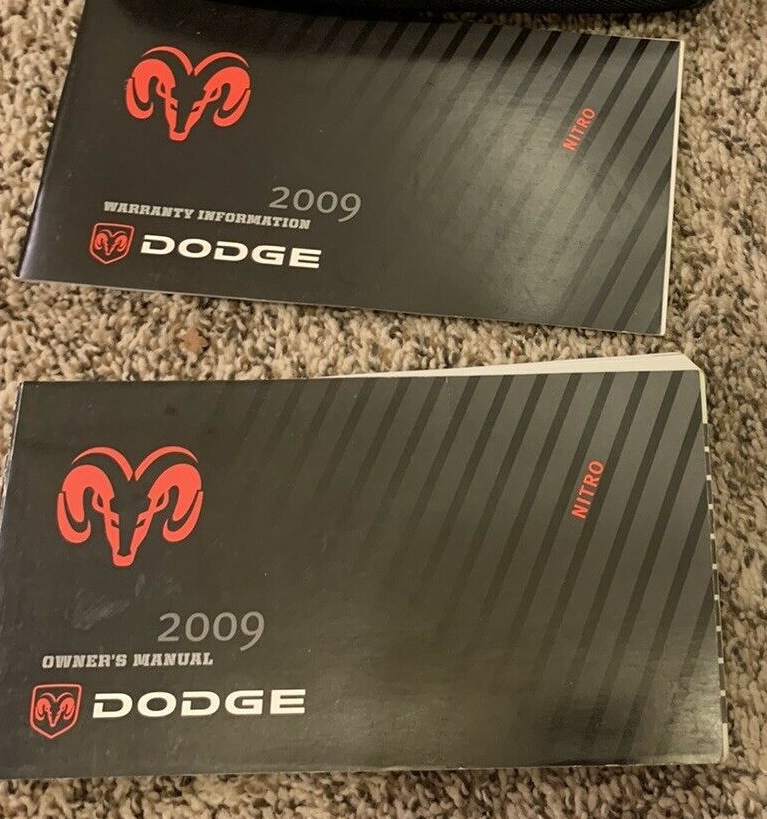 NITRO
2009
WARRANTY INFORMATION
DODGE
NITRO
2009
OWNER'S MANUAL
DODGE